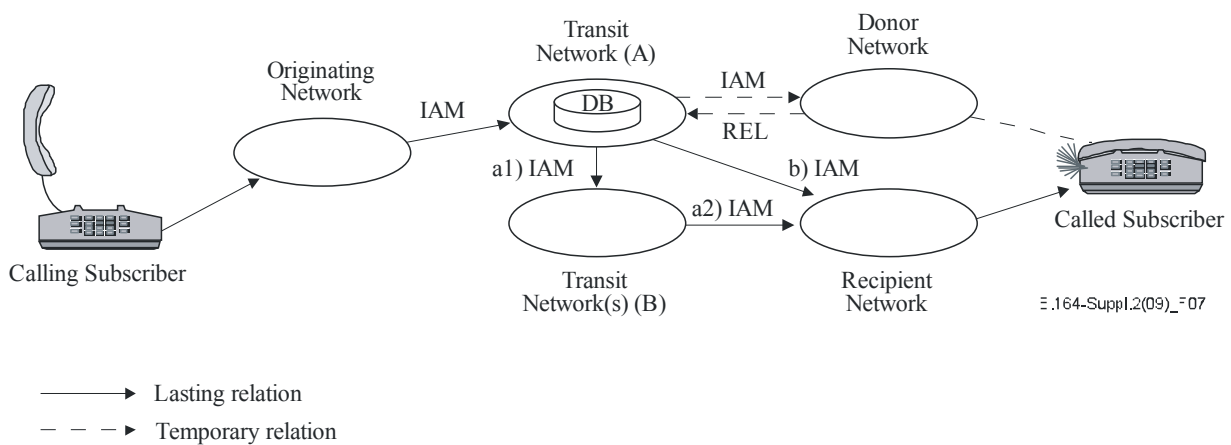 Transit
Network (A)
Donor
Network
Originating
Network
IAM
IAM
DB
REL
a1) IAM
b) IAM
a2) IAM
Calling Subscriber
Called Subscriber
Transit
Network(s) (B)
Recipient
Network
E.164-Suppl.2(09)_F07
Lasting relation
Temporary relation